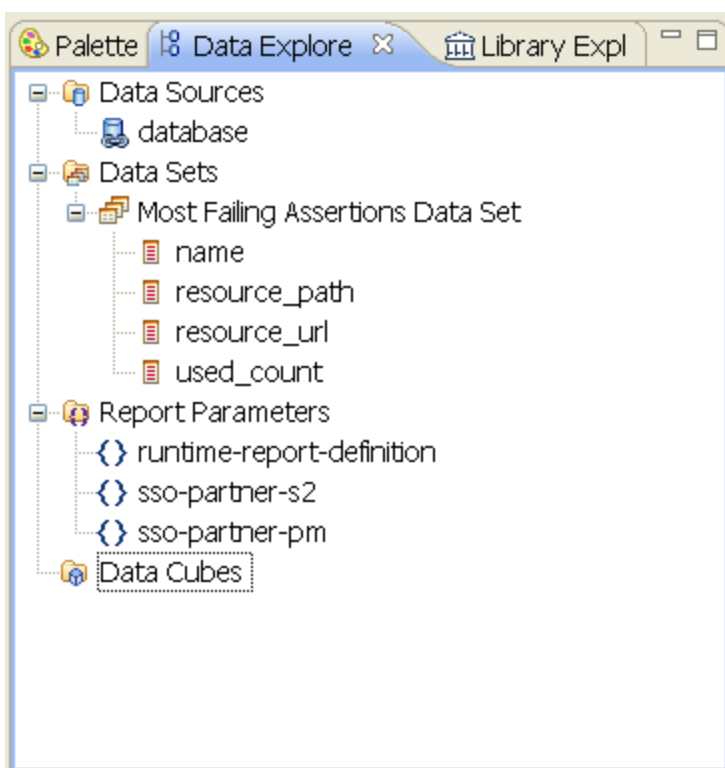 Palette Data Explore Library Expl
Data Sources
database
Data Sets
Most Failing Assertions Data Set
name
resource_path
resource_url
used_count
Report Parameters
runtime-report-definition
sso-partner-s2
sso-partner-pm
Data Cubes